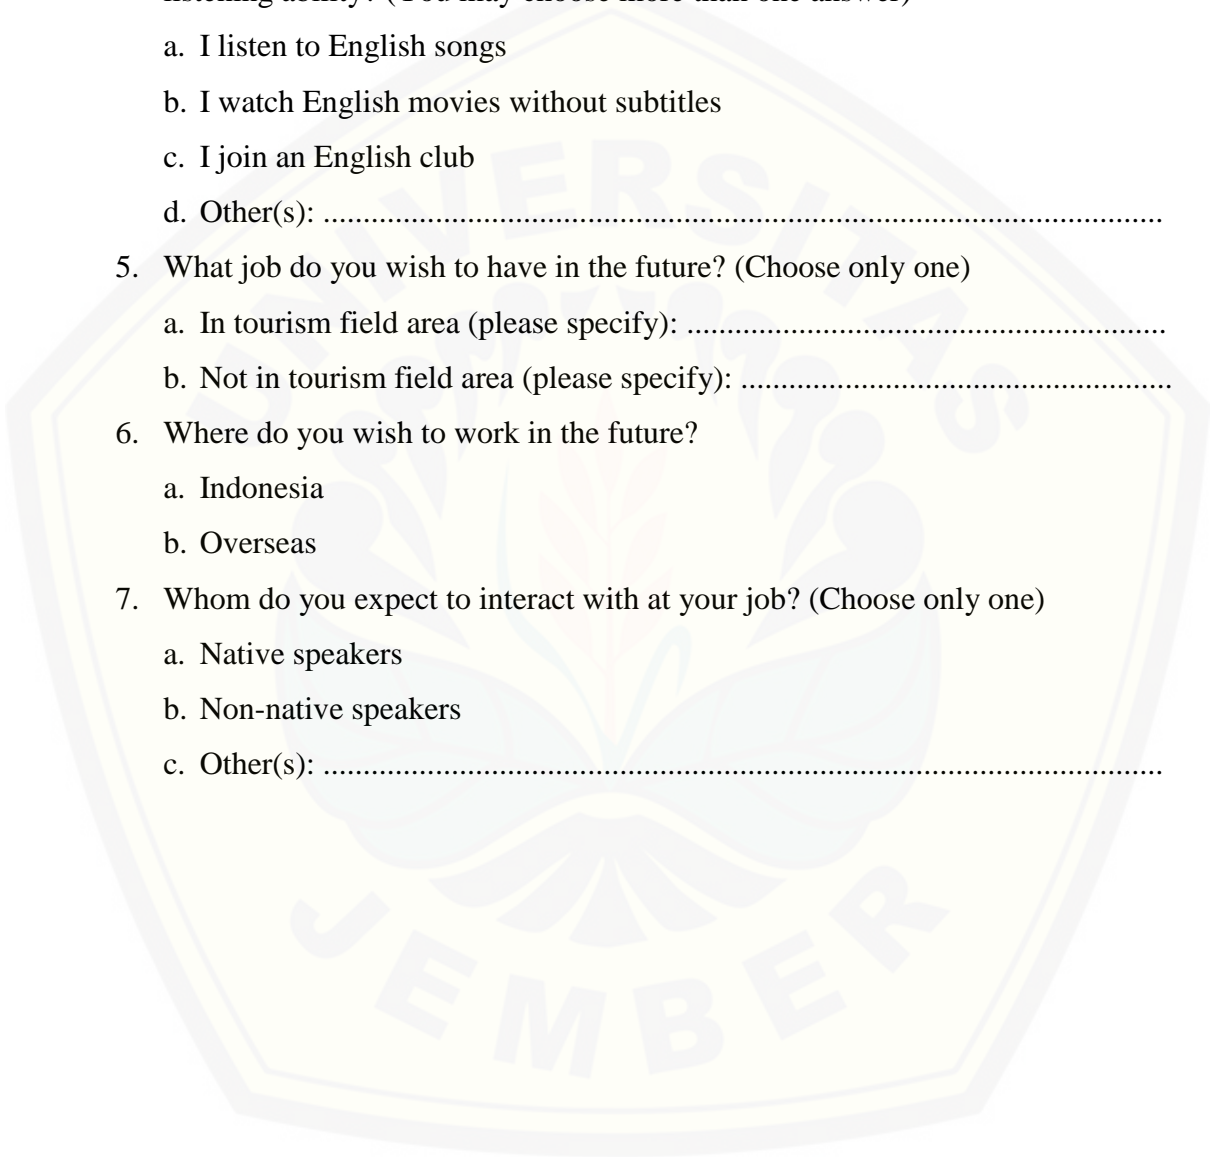 listening ability? (You may choose more than one answer)
a. I listen to English songs
b. I watch English movies without subtitles
c. I join an English club
d. Other(s): ..........................................................................................................
5. What job do you wish to have in the future? (Choose only one)
a. In tourism field area (please specify): ............................................................
b. Not in tourism field area (please specify): ......................................................
6. Where do you wish to work in the future?
a. Indonesia
b. Overseas
7. Whom do you expect to interact with at your job? (Choose only one)
a. Native speakers
b. Non-native speakers
c. Other(s): ..........................................................................................................
UNIVERSITAS
JEMBER